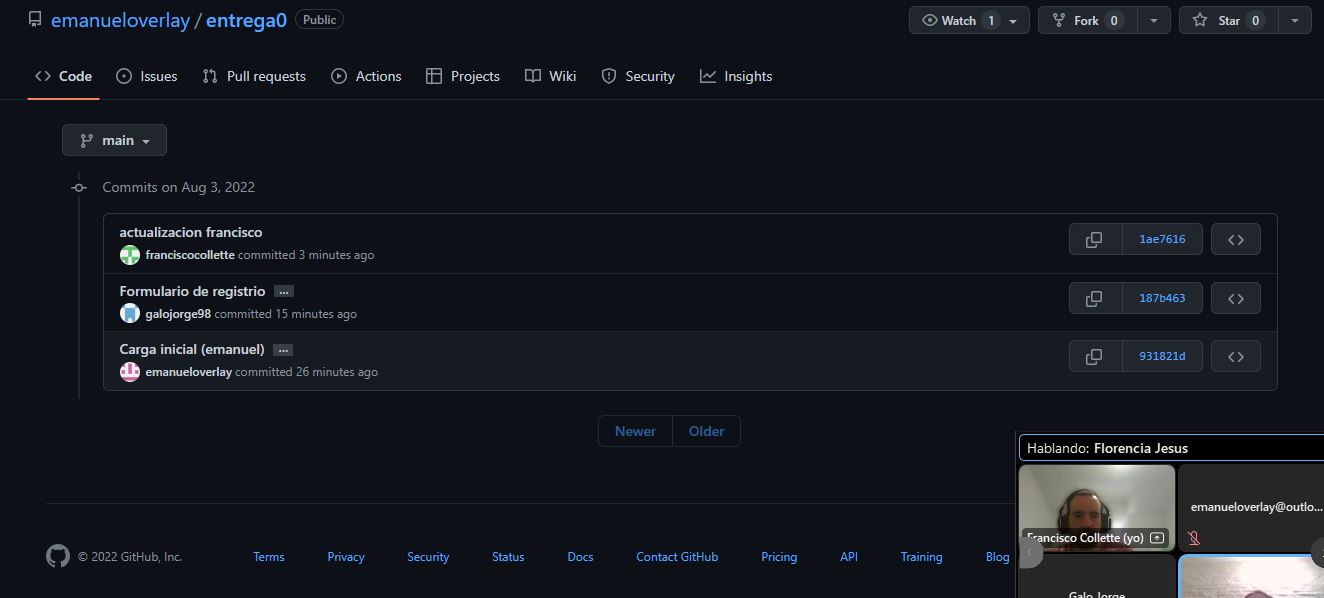 emanueloverlay / entrega0 Public Watch 1 Fork 0 Star 0
Code Issues Pull requests Actions Projects Wiki Security Insights
main
Commits on Aug 3, 2022
actualizacion francisco
franciscocollette committed 3 minutes ago
1ae7616
Formulario de registrio ...
galojorge98 committed 15 minutes ago
187b463
Carga inicial (emanuel) ...
emanueloverlay committed 26 minutes ago
931821d
Newer Older
Hablando: Florencia Jesus
emanueloverlay@outlo...
Francisco Collette (yo)
© 2022 GitHub, Inc. Terms Privacy Security Status Docs Contact GitHub Pricing API Training Blog
Galo Jorge